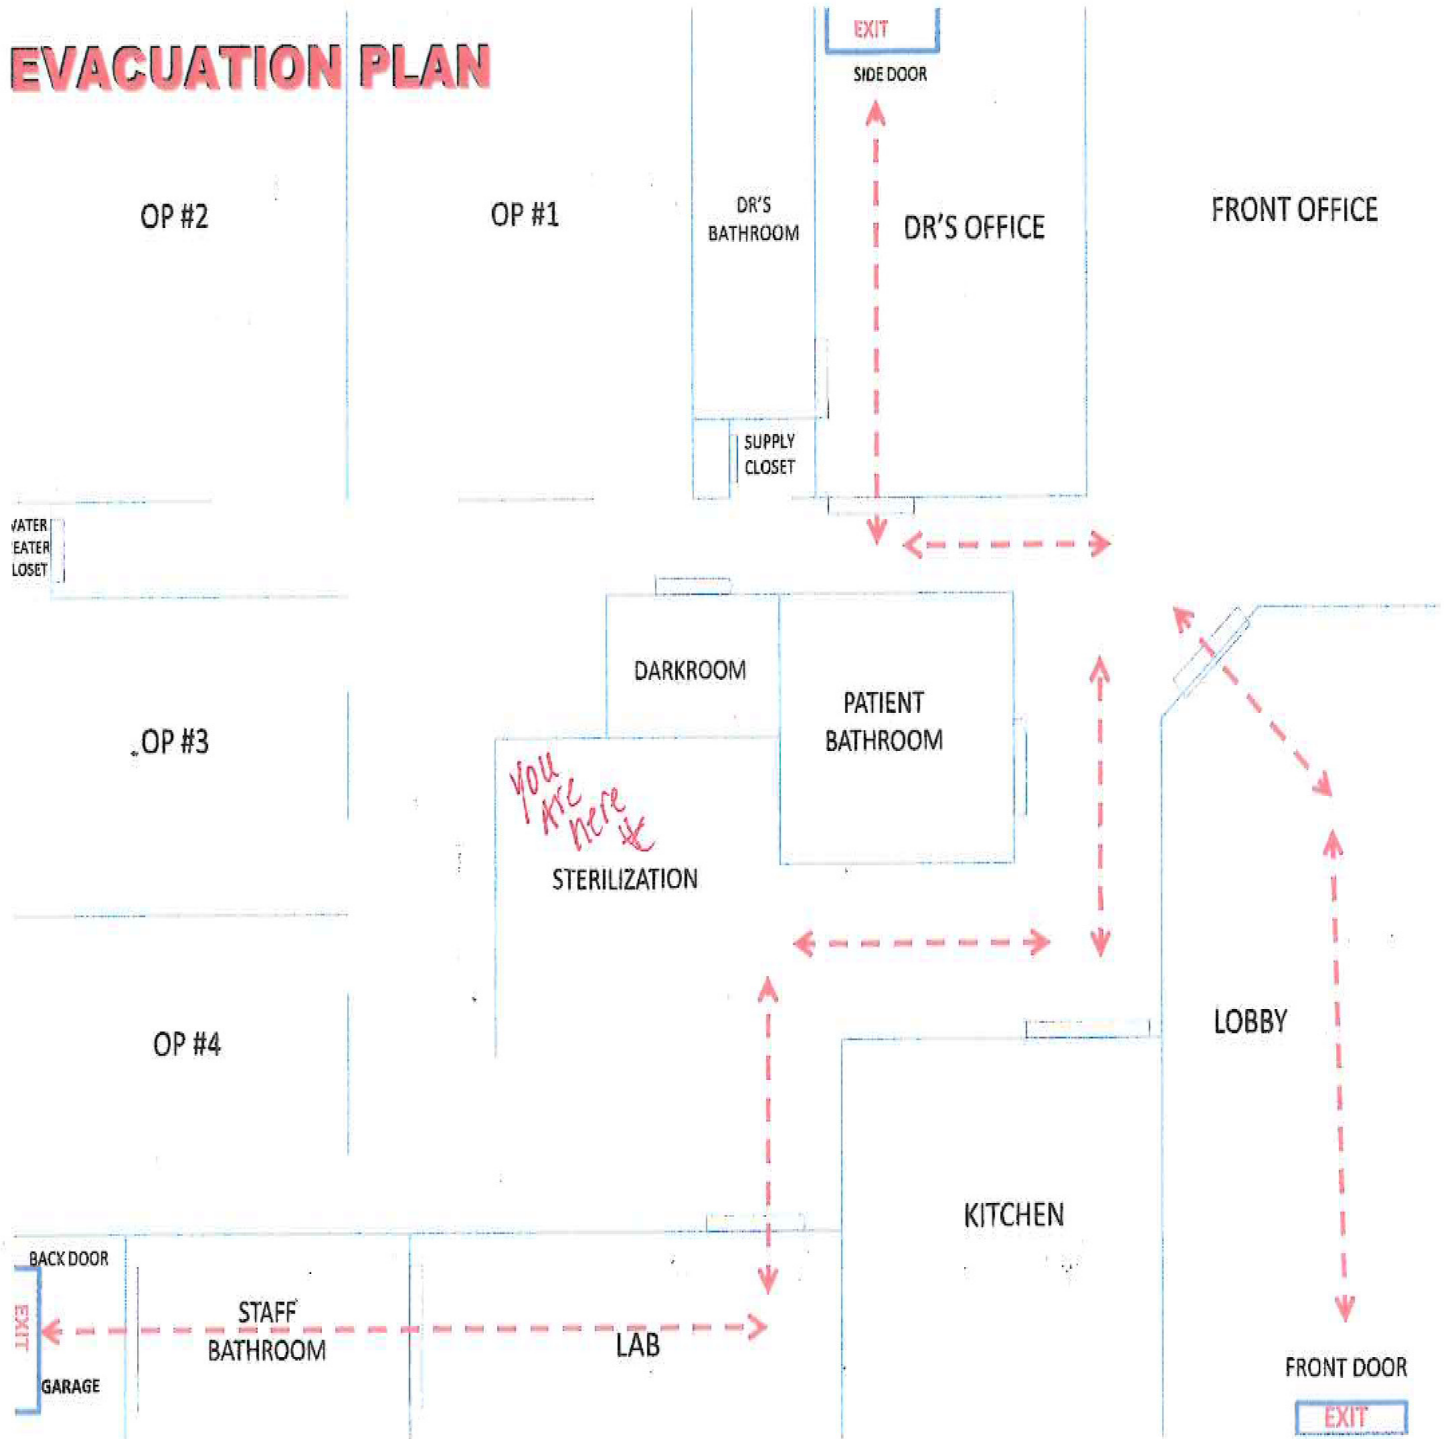 EVACUATION PLAN
EXIT
SIDE DOOR
OP #2
OP #1
DR'S
BATHROOM
DR'S OFFICE
FRONT OFFICE
SUPPLY
CLOSET
VATER
EATER
LOSET
DARKROOM
PATIENT
BATHROOM
OP #3
you
are
here
STERILIZATION
OP #4
LOBBY
KITCHEN
BACK DOOR
EXIT
GARAGE
STAFF
BATHROOM
LAB
FRONT DOOR
EXIT